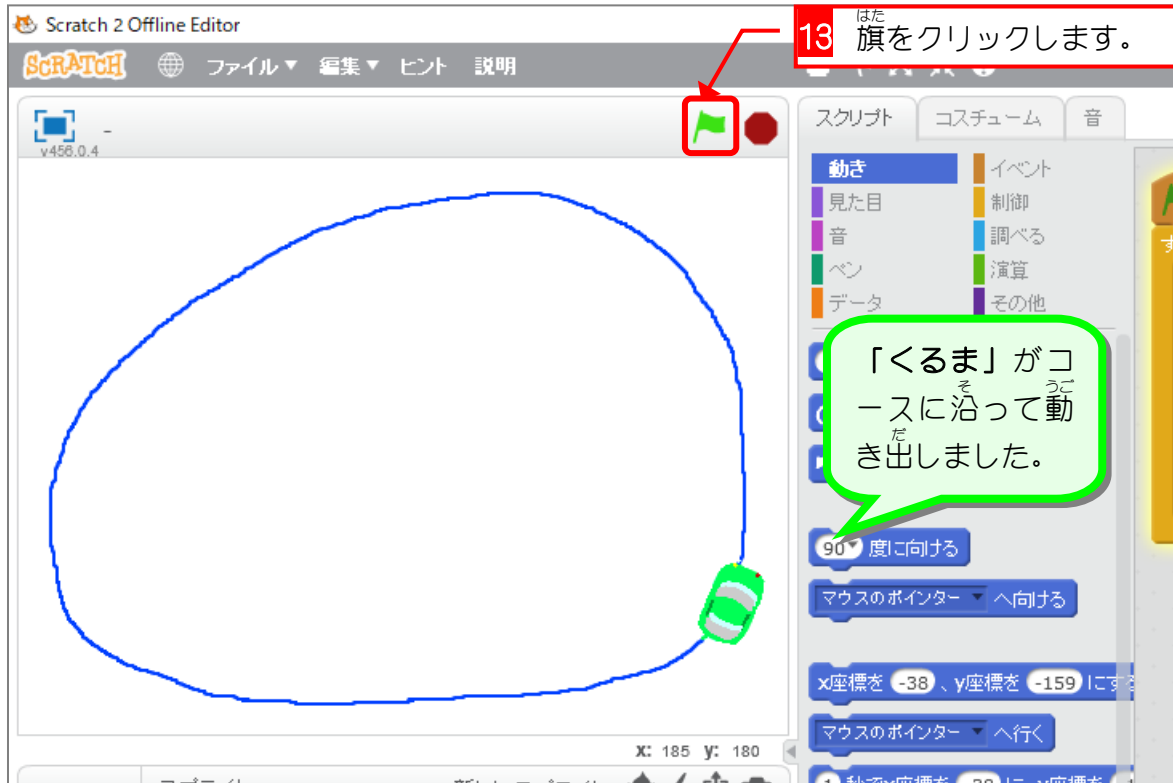 Scratch 2 Offline Editor
13 旗をクリックします。
はた
SCRATCH ファイル▼ 編集▼ ヒント 説明
v456.0.4
-
スクリプト コスチューム 音
動き イベント
見た目 制御
音 調べる
ペン 演算
データ その他
「くるま」がコ
ースに沿って動
そ うご
き出しました。
だ
90▼ 度に向ける
マウスのポインター▼ へ向ける
x座標を -38 、y座標を -159 にする
マウスのポインター▼ へ行く
X: 185 y: 180